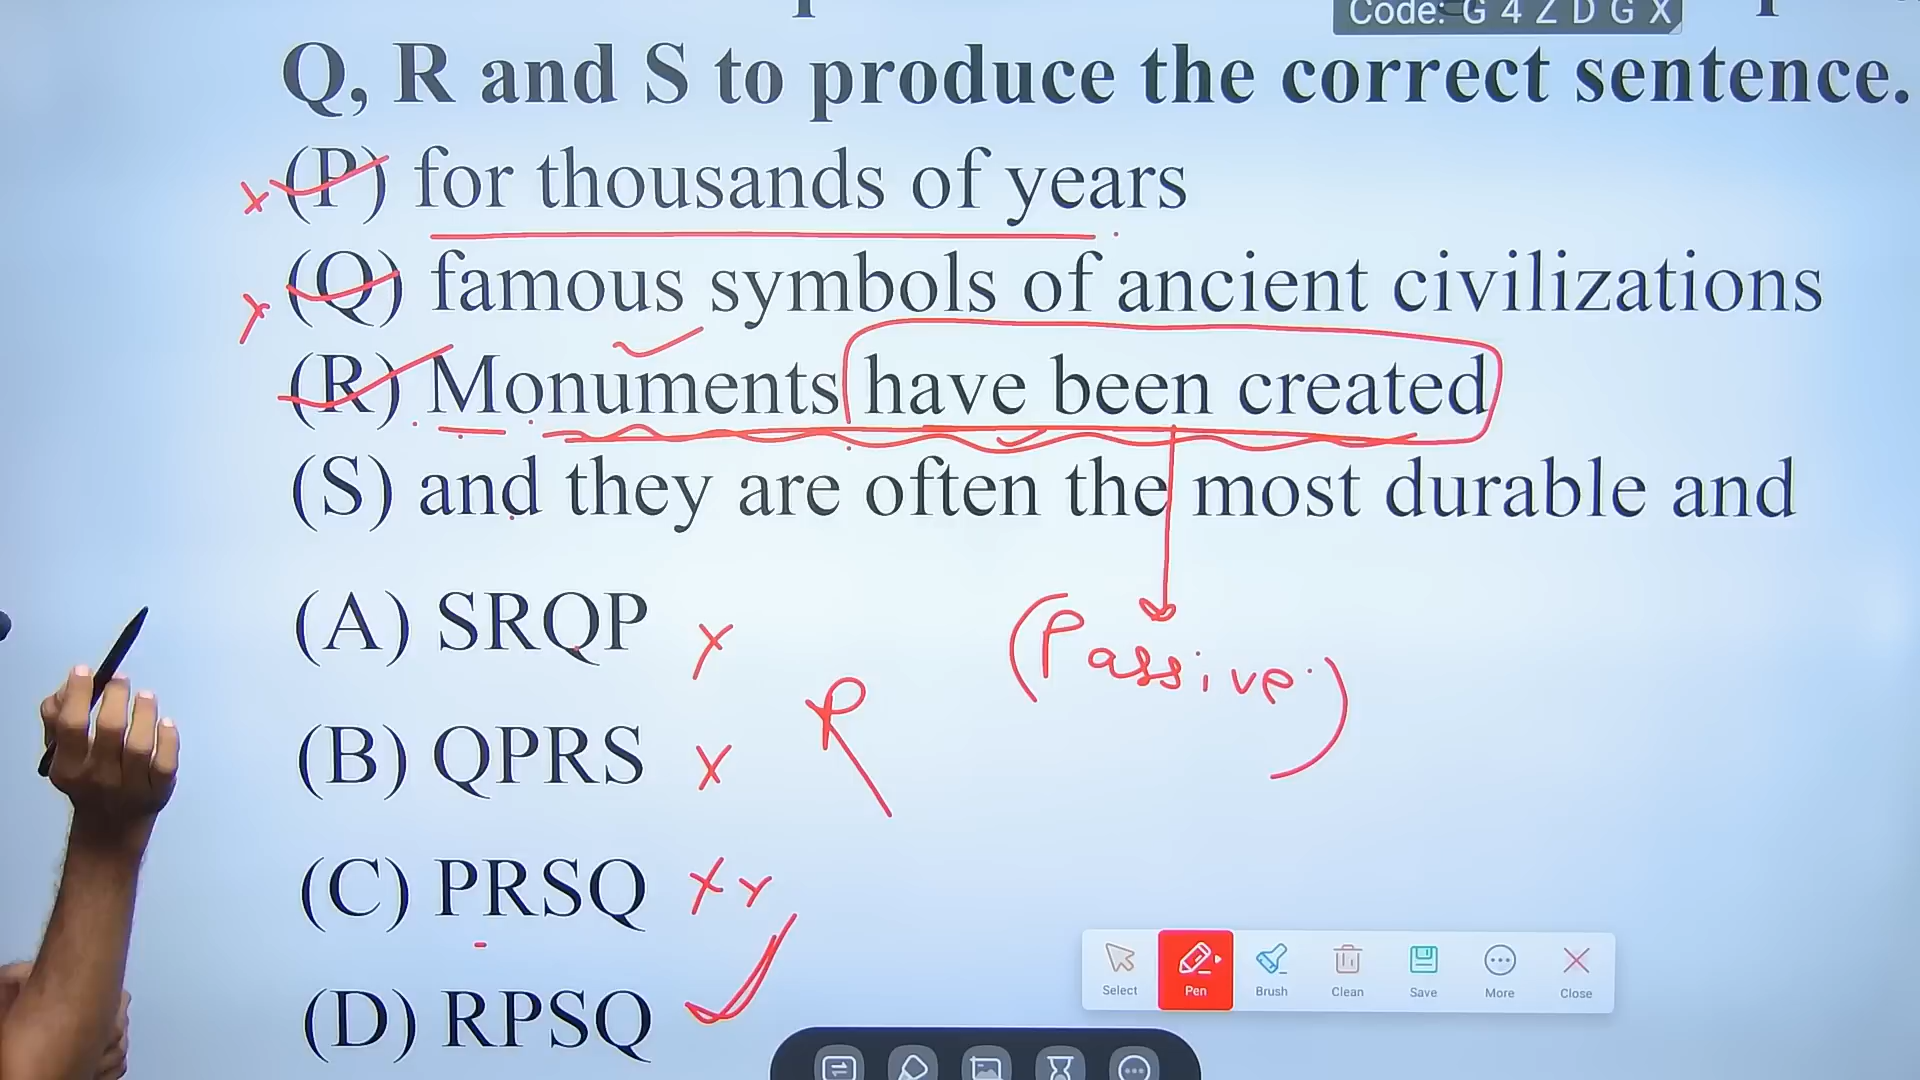 Code: G 4 Z D G X
Q, R and S to produce the correct sentence.
(P) for thousands of years
(Q) famous symbols of ancient civilizations
(R) Monuments have been created
(S) and they are often the most durable and
(A) SRQP
(Passive)
R
(B) QPRS
(C) PRSQ
(D) RPSQ
Select Pen Brush Clean Save More Close